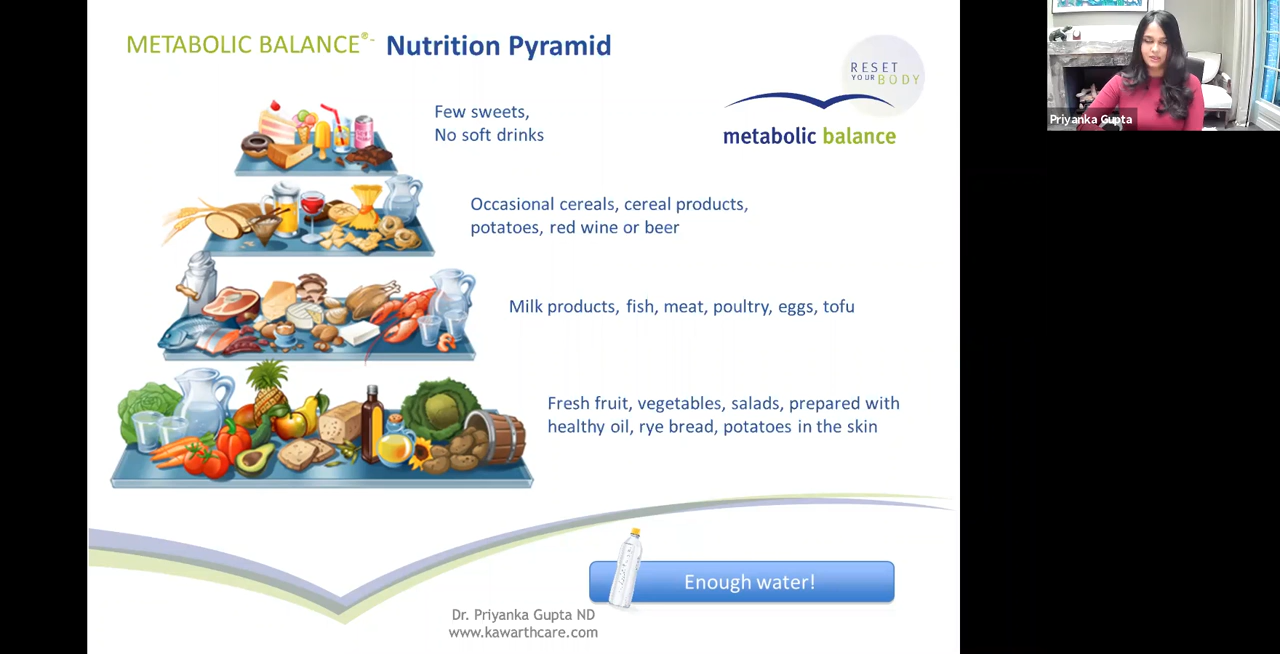 METABOLIC BALANCE®- Nutrition Pyramid
RESET
YOUR BODY
metabolic balance
Few sweets,
No soft drinks
Occasional cereals, cereal products,
potatoes, red wine or beer
Milk products, fish, meat, poultry, eggs, tofu
Fresh fruit, vegetables, salads, prepared with
healthy oil, rye bread, potatoes in the skin
Enough water!
Dr. Priyanka Gupta ND
www.kawarthcare.com
Priyanka Gupta